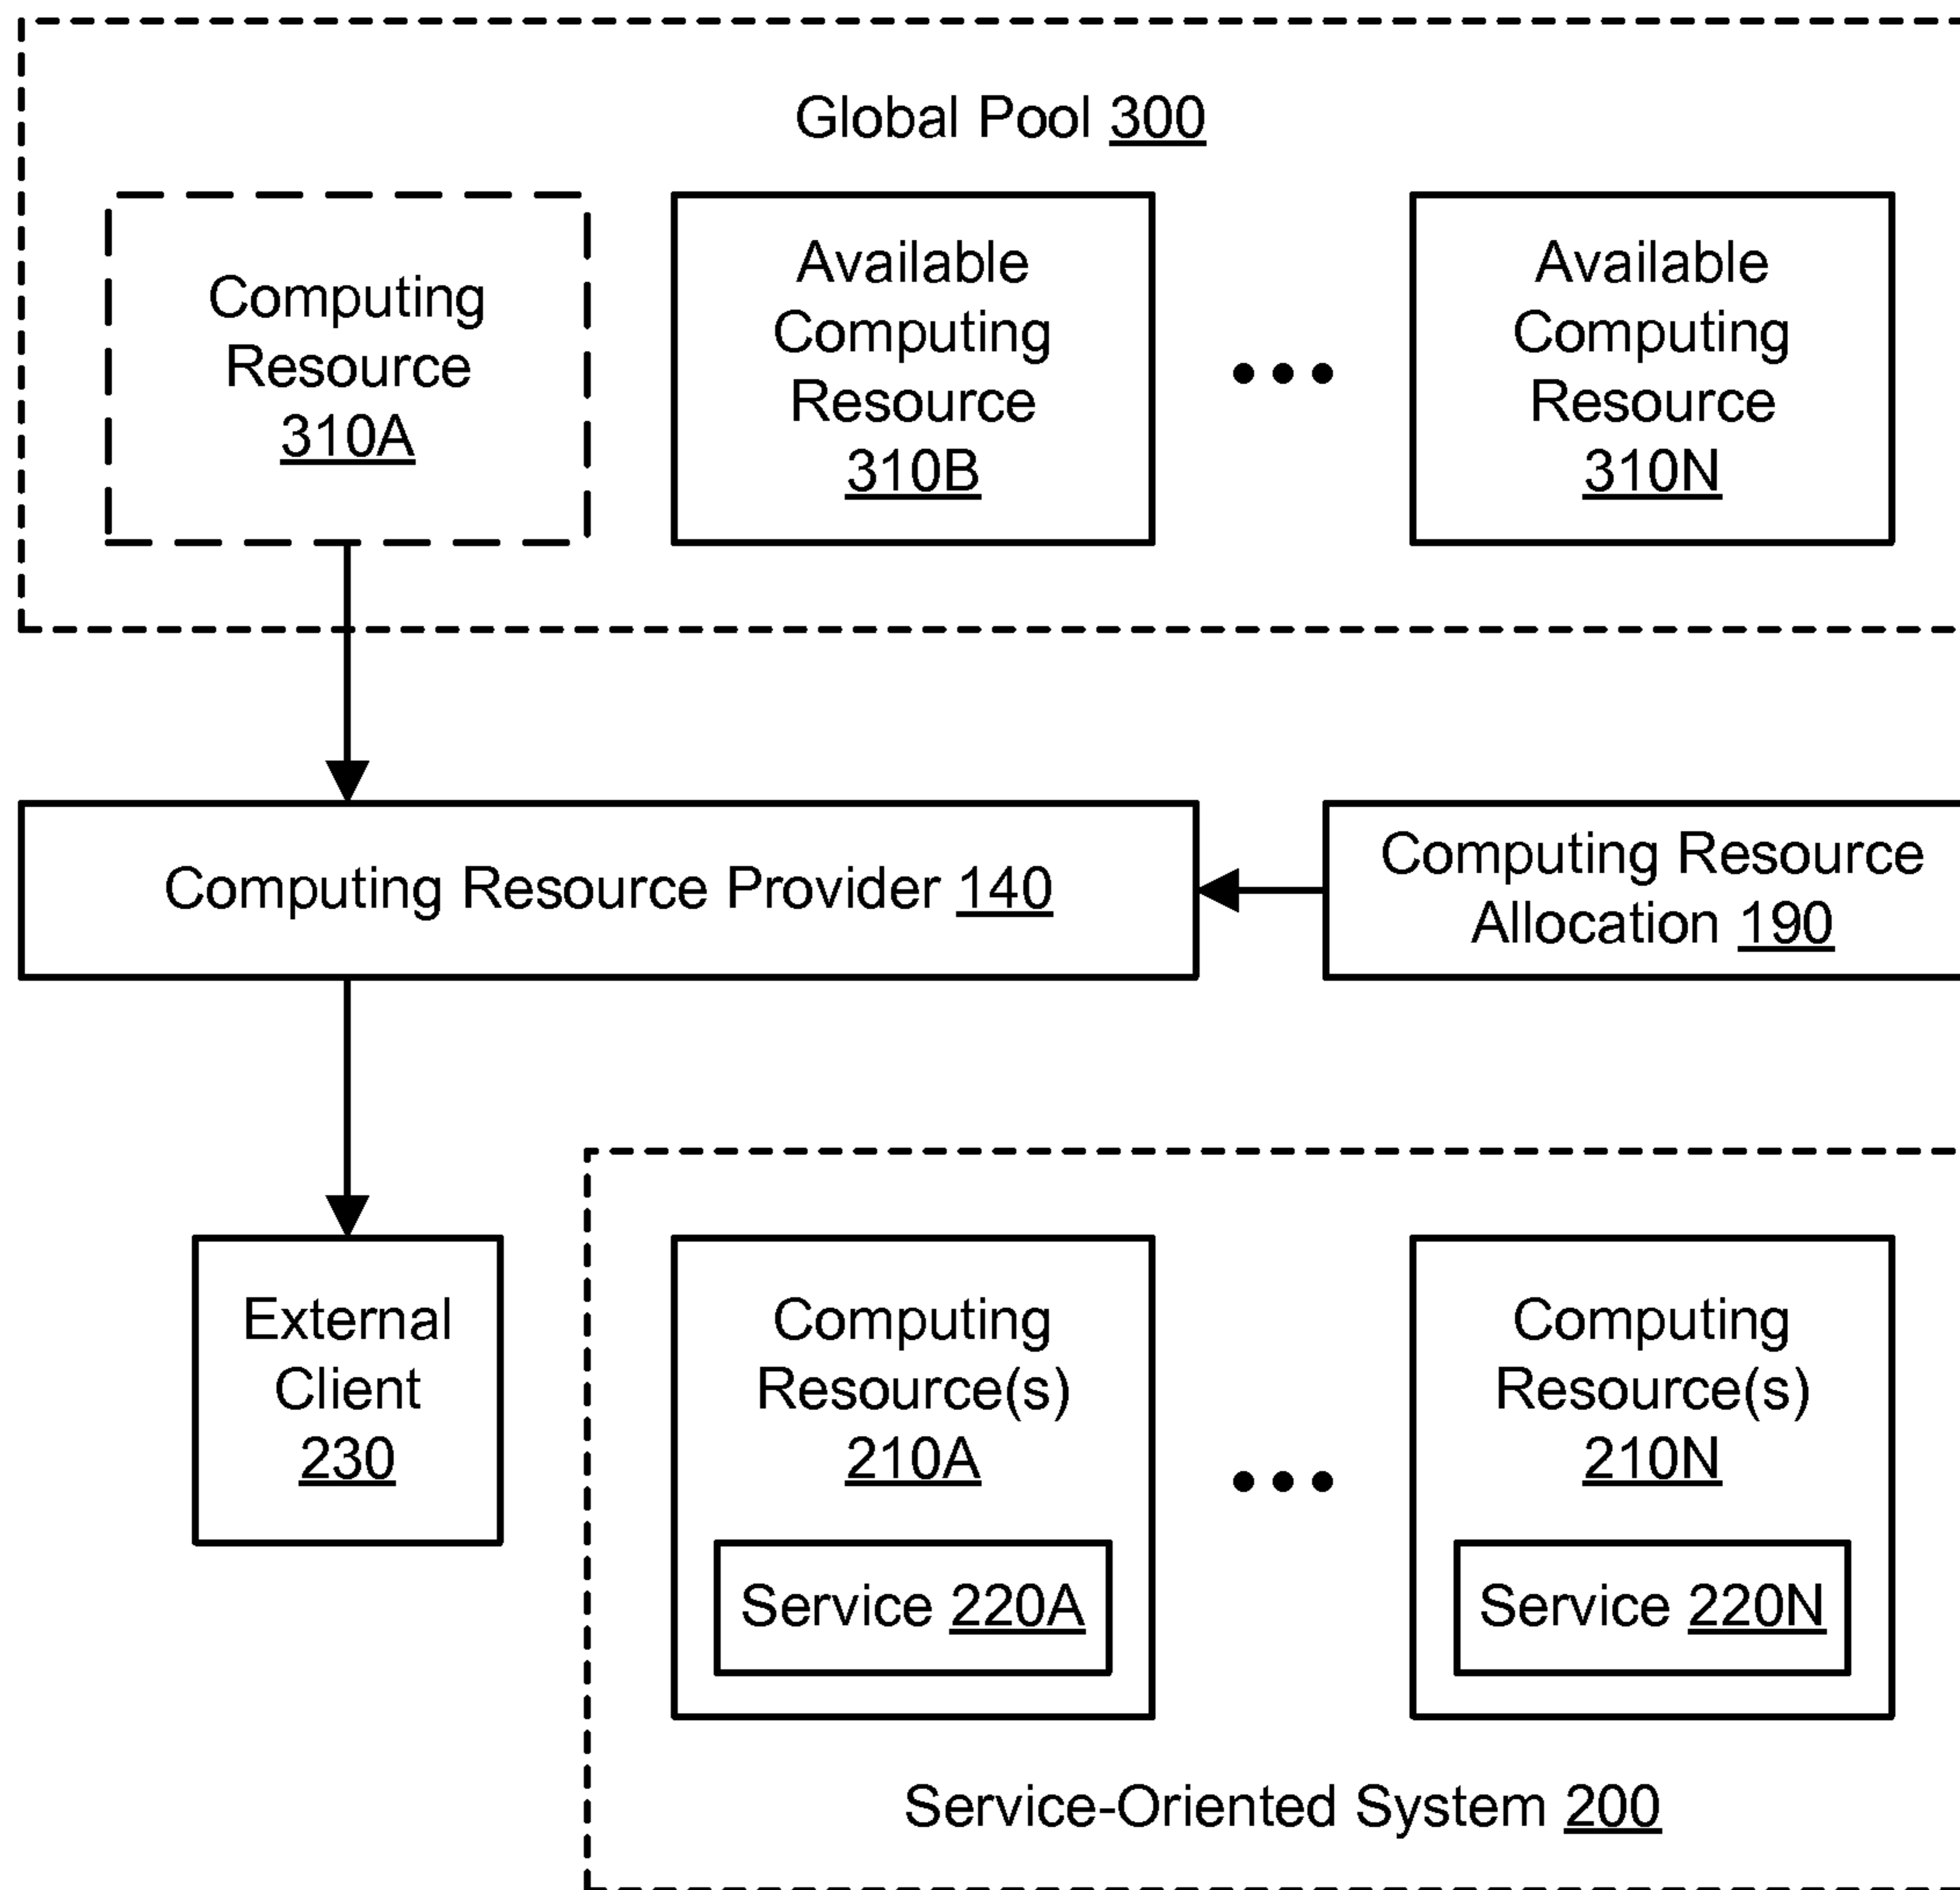 Global Pool 300
Computing
Resource
310A
Available
Computing
Resource
310B
Available
Computing
Resource
310N
Computing Resource Provider 140
Computing Resource
Allocation 190
External
Client
230
Computing
Resource(s)
210A
Service 220A
Computing
Resource(s)
210N
Service 220N
Service-Oriented System 200